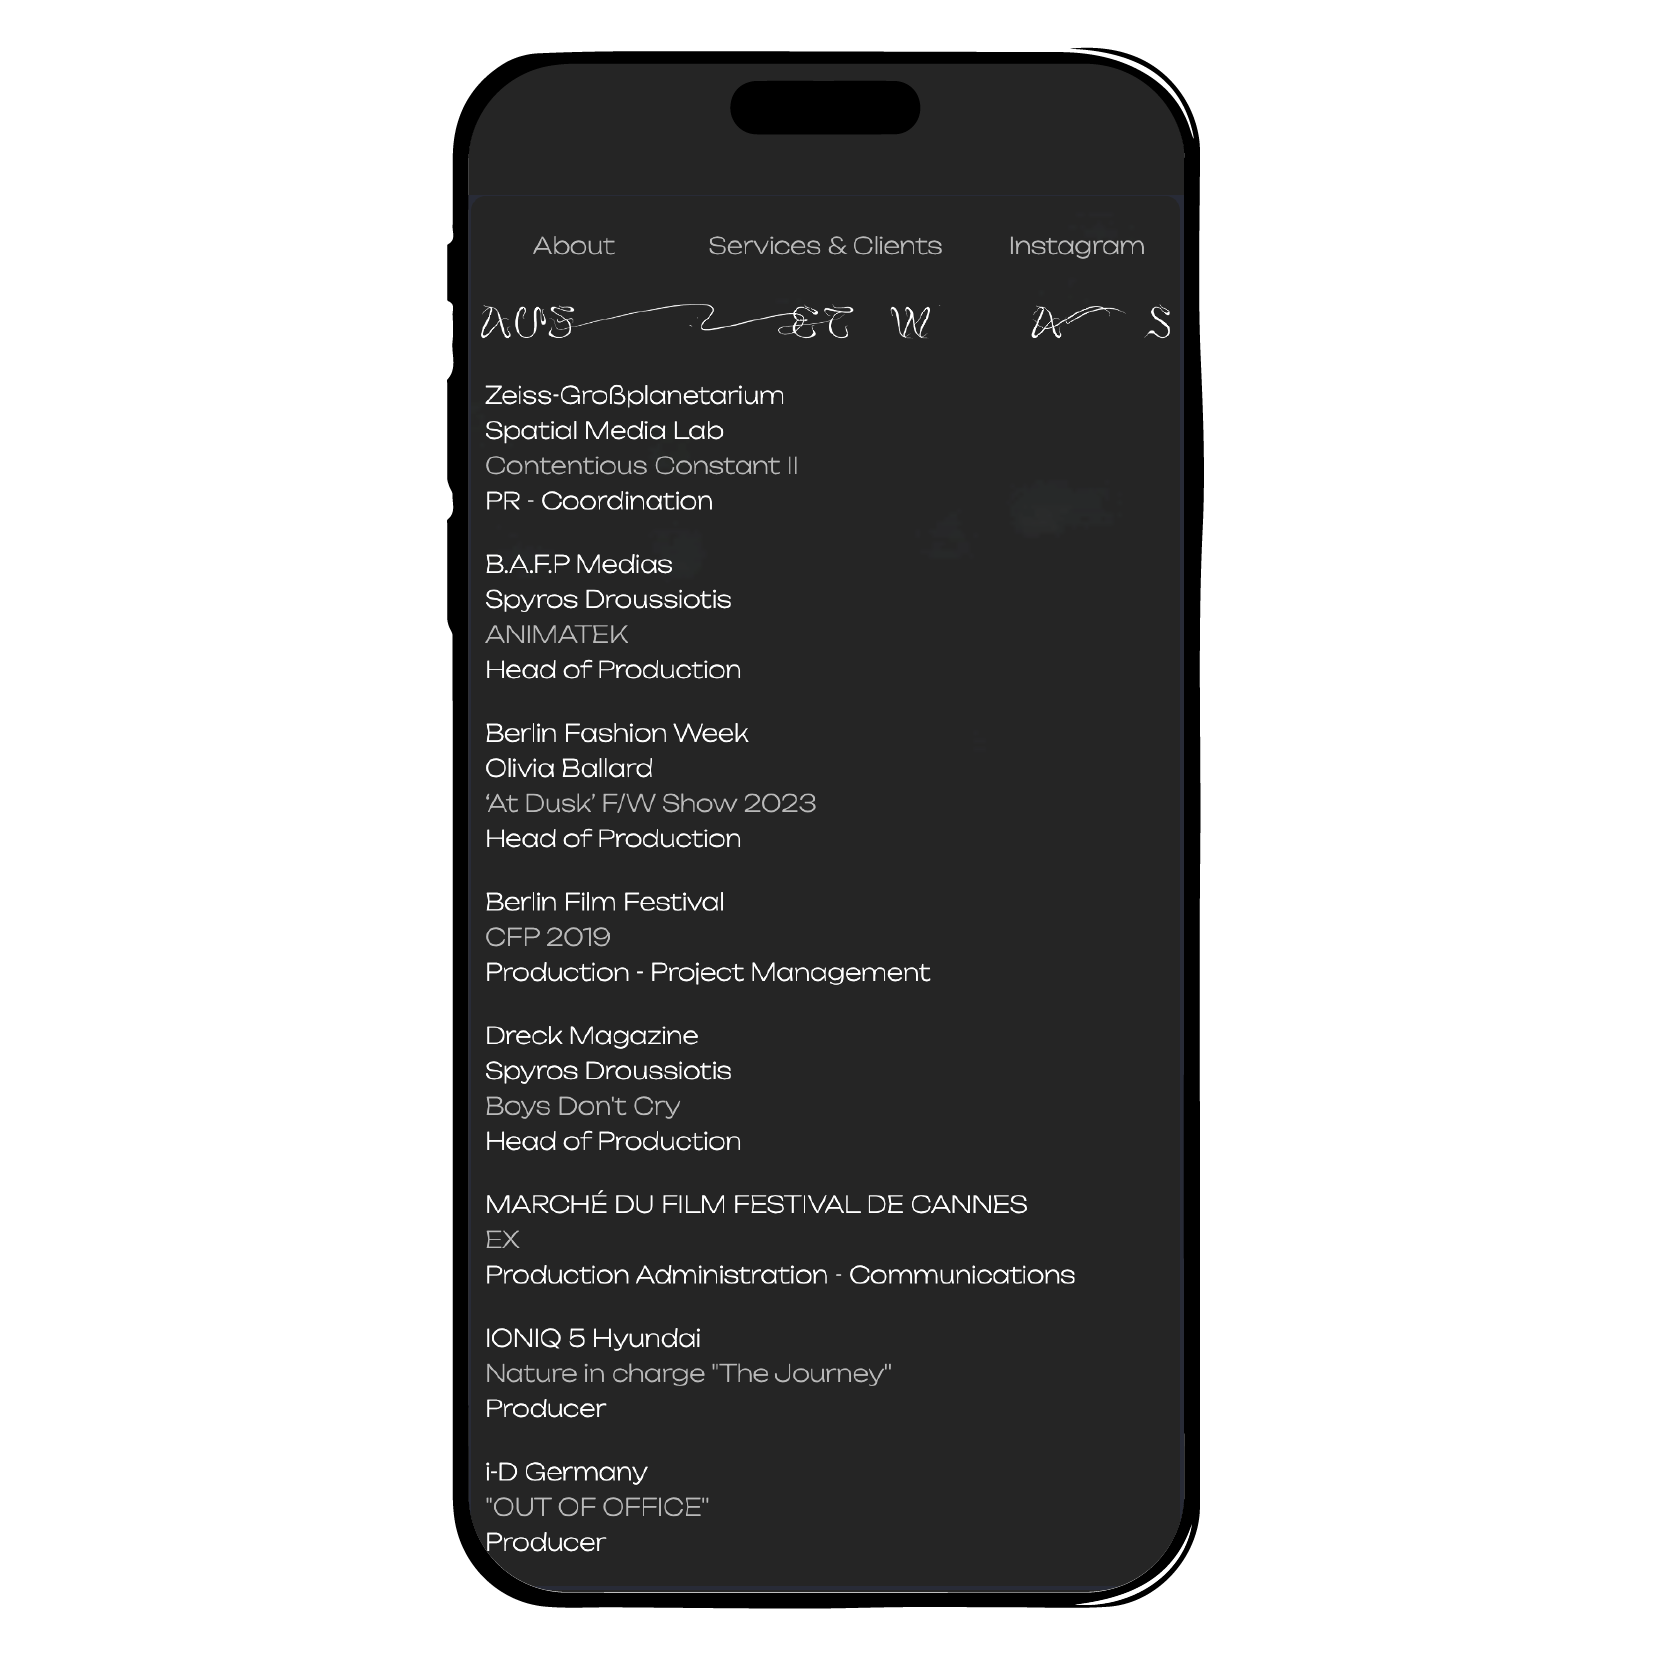 About Services & Clients Instagram
AUS ET W A S
Zeiss-Großplanetarium
Spatial Media Lab
Contentious Constant II
PR - Coordination
B.A.F.P Medias
Spyros Droussiotis
ANIMATEK
Head of Production
Berlin Fashion Week
Olivia Ballard
‘At Dusk’ F/W Show 2023
Head of Production
Berlin Film Festival
CFP 2019
Production - Project Management
Dreck Magazine
Spyros Droussiotis
Boys Don't Cry
Head of Production
MARCHÉ DU FILM FESTIVAL DE CANNES
EX
Production Administration - Communications
IONIQ 5 Hyundai
Nature in charge "The Journey"
Producer
i-D Germany
"OUT OF OFFICE"
Producer